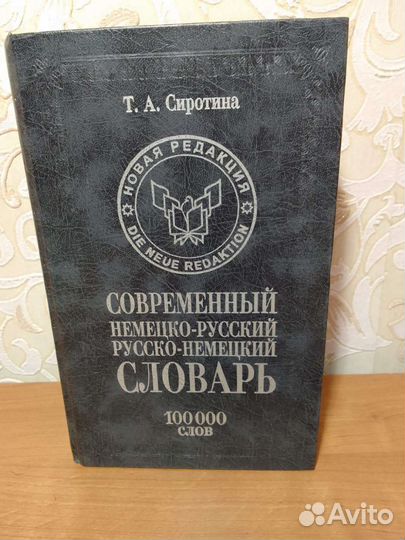 Т. А. Сиротина
НОВАЯ РЕДАКЦИЯ
DIE NEUE REDAKTION
СОВРЕМЕННЫЙ
НЕМЕЦКО-РУССКИЙ
РУССКО-НЕМЕЦКИЙ
СЛОВАРЬ
100 000
СЛОВ
Avito